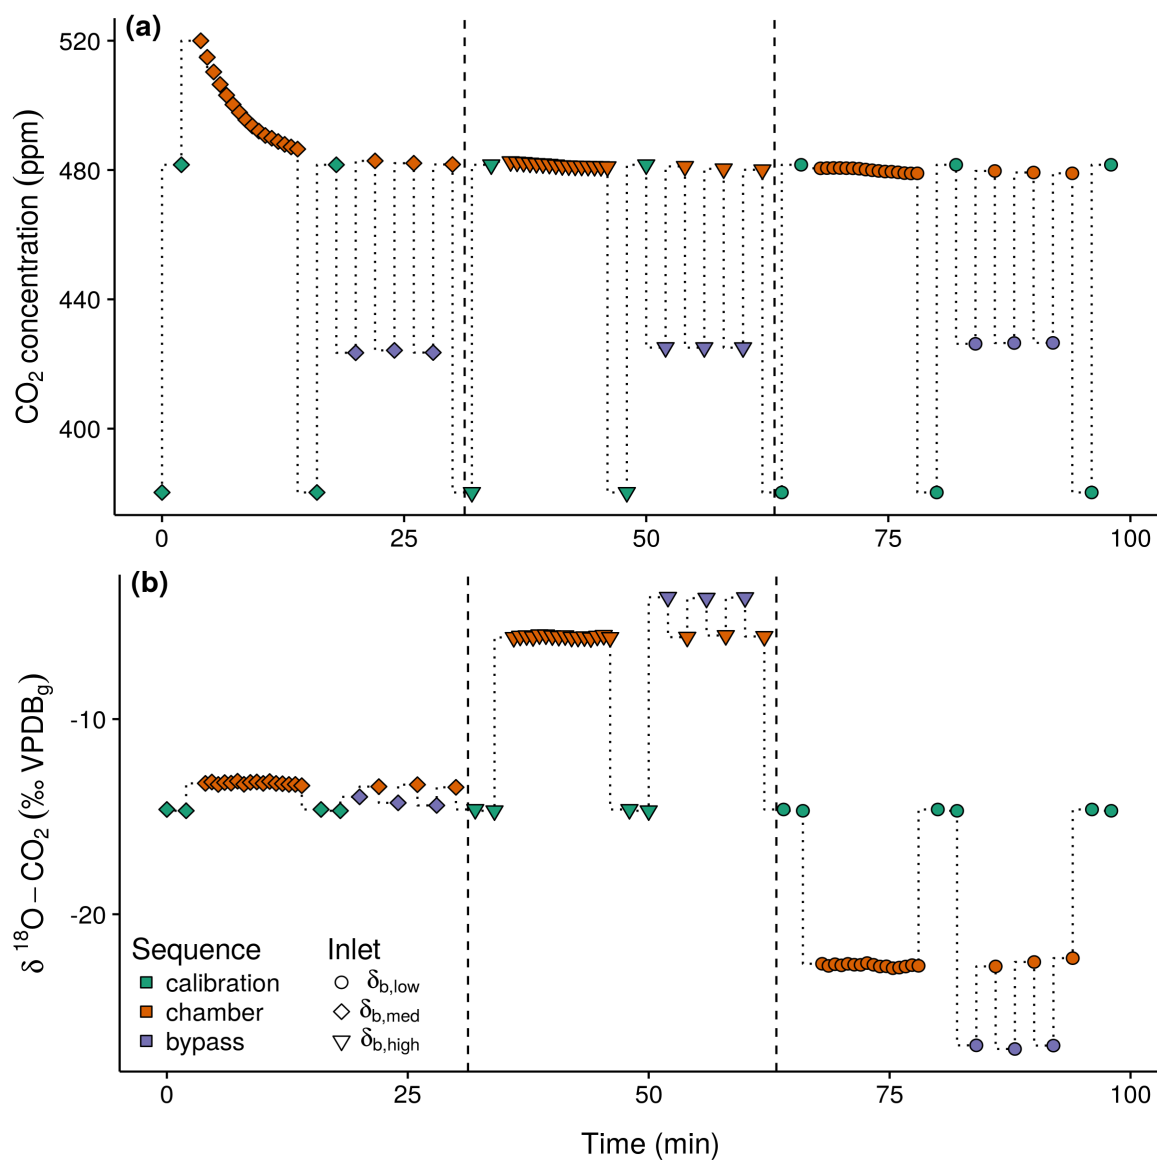 (a)
CO₂ concentration (ppm)
520
480
440
400
0 25 50 75 100
(b)
δ ¹⁸O−CO₂ (‰ VPDB₉)
-10
-20
Sequence
calibration
chamber
bypass
Inlet
δb,low
δb,med
δb,high
0 25 50 75 100
Time (min)